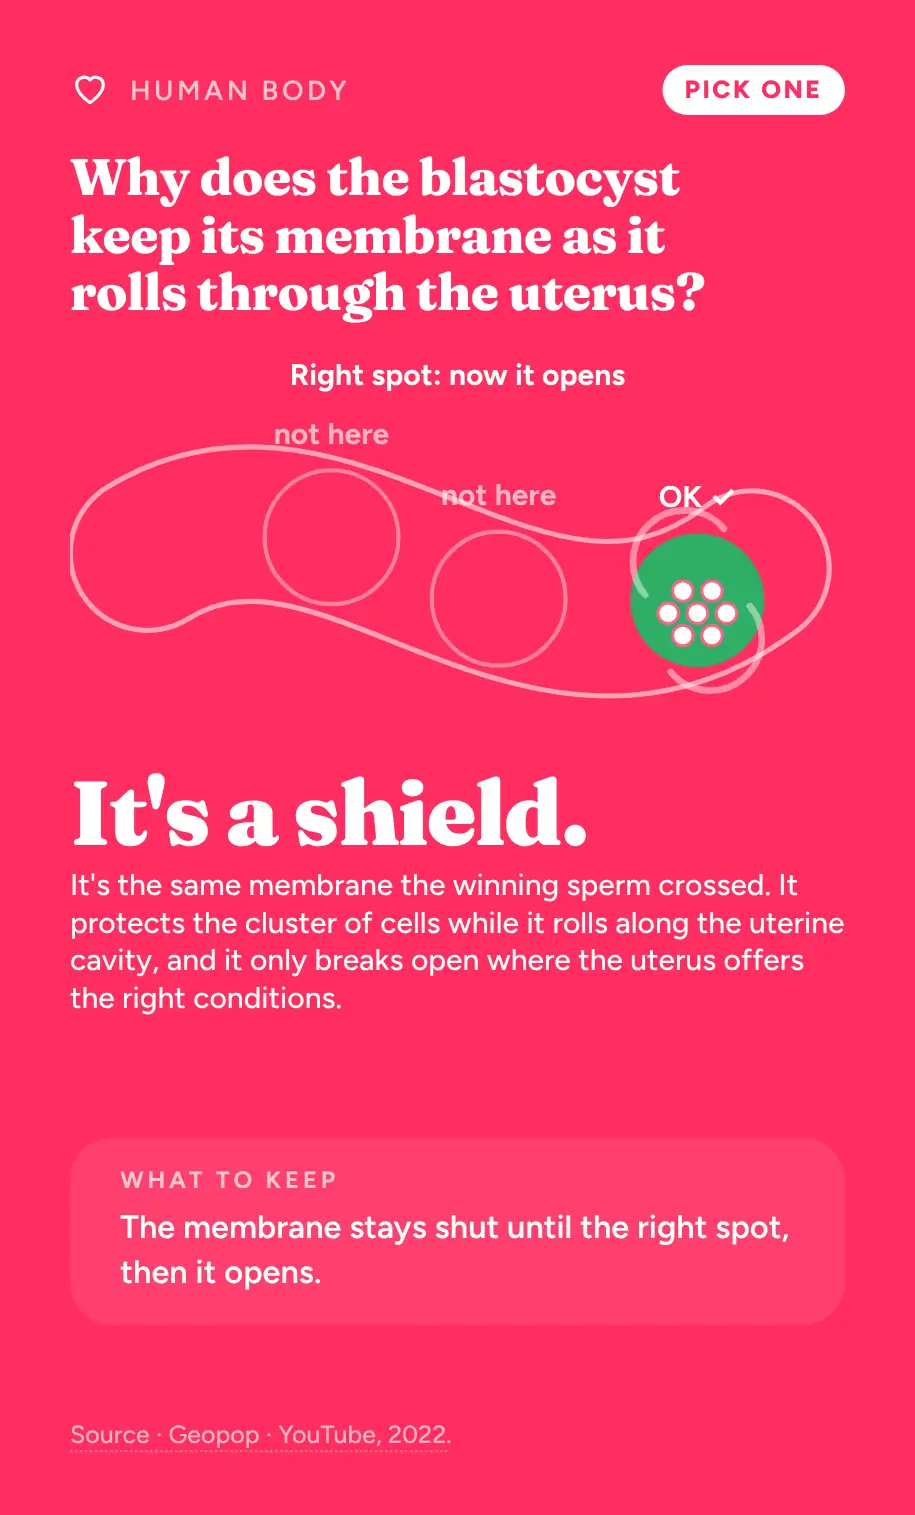 HUMAN BODY
PICK ONE
Why does the blastocyst
keep its membrane as it
rolls through the uterus?
Right spot: now it opens
not here
not here
OK ✓
It's a shield.
It's the same membrane the winning sperm crossed. It
protects the cluster of cells while it rolls along the uterine
cavity, and it only breaks open where the uterus offers
the right conditions.
WHAT TO KEEP
The membrane stays shut until the right spot,
then it opens.
Source · Geopop · YouTube, 2022.